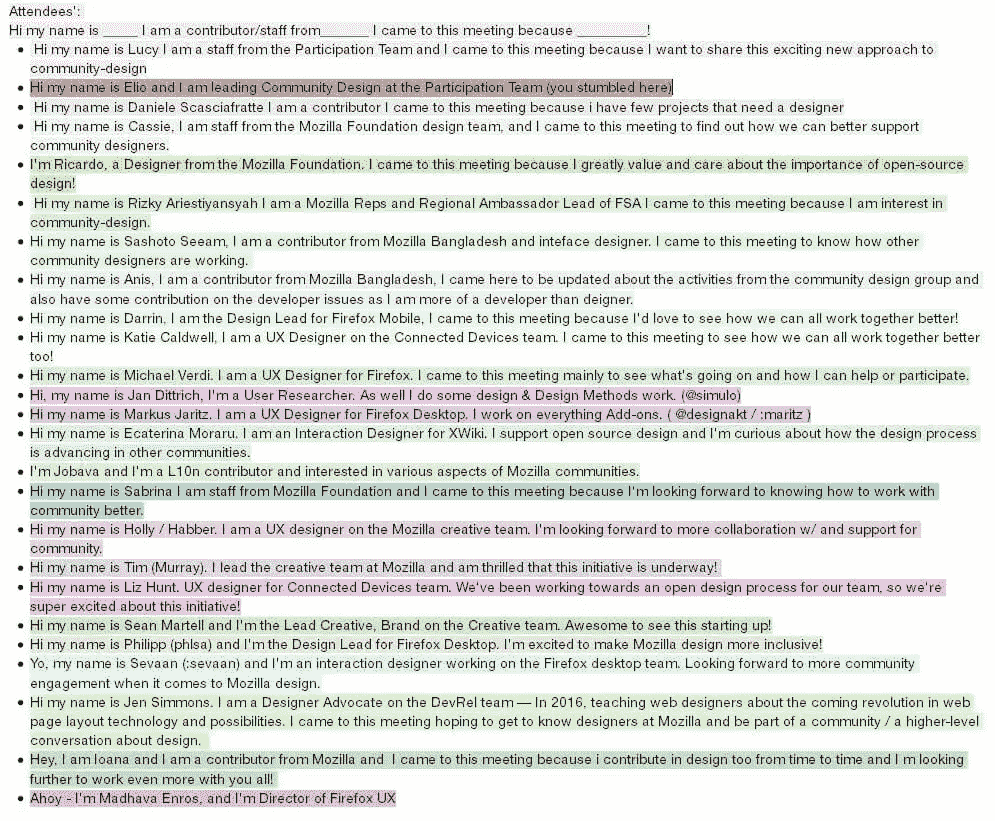 Attendees':
Hi my name is _____ I am a contributor/staff from_______ I came to this meeting because __________!
• Hi my name is Lucy I am a staff from the Participation Team and I came to this meeting because I want to share this exciting new approach to
community-design
• Hi my name is Elio and I am leading Community Design at the Participation Team (you stumbled here)
• Hi my name is Daniele Scasciafratte I am a contributor I came to this meeting because i have few projects that need a designer
• Hi my name is Cassie, I am staff from the Mozilla Foundation design team, and I came to this meeting to find out how we can better support
community designers.
• I'm Ricardo, a Designer from the Mozilla Foundation. I came to this meeting because I greatly value and care about the importance of open-source
design!
• Hi my name is Rizky Ariestiyansyah I am a Mozilla Reps and Regional Ambassador Lead of FSA I came to this meeting because I am interest in
community-design.
• Hi my name is Sashoto Seeam, I am a contributor from Mozilla Bangladesh and inteface designer. I came to this meeting to know how other
community designers are working.
• Hi my name is Anis, I am a contributor from Mozilla Bangladesh, I came here to be updated about the activities from the community design group and
also have some contribution on the developer issues as I am more of a developer than deigner.
• Hi my name is Darrin, I am the Design Lead for Firefox Mobile, I came to this meeting because I'd love to see how we can all work together better!
• Hi my name is Katie Caldwell, I am a UX Designer on the Connected Devices team. I came to this meeting to see how we can all work together better
too!
• Hi my name is Michael Verdi. I am a UX Designer for Firefox. I came to this meeting mainly to see what's going on and how I can help or participate.
• Hi, my name is Jan Dittrich, I'm a User Researcher. As well I do some design & Design Methods work. (@simulo)
• Hi my name is Markus Jaritz. I am a UX Designer for Firefox Desktop. I work on everything Add-ons. ( @designakt / :maritz )
• Hi my name is Ecaterina Moraru. I am an Interaction Designer for XWiki. I support open source design and I'm curious about how the design process
is advancing in other communities.
• I'm Jobava and I'm a L10n contributor and interested in various aspects of Mozilla communities.
• Hi my name is Sabrina I am staff from Mozilla Foundation and I came to this meeting because I'm looking forward to knowing how to work with
community better.
• Hi my name is Holly / Habber. I am a UX designer on the Mozilla creative team. I'm looking forward to more collaboration w/ and support for
community.
• Hi my name is Tim (Murray). I lead the creative team at Mozilla and am thrilled that this initiative is underway!
• Hi my name is Liz Hunt. UX designer for Connected Devices team. We've been working towards an open design process for our team, so we're
super excited about this initiative!
• Hi my name is Sean Martell and I'm the Lead Creative, Brand on the Creative team. Awesome to see this starting up!
• Hi my name is Philipp (phlsa) and I'm the Design Lead for Firefox Desktop. I'm excited to make Mozilla design more inclusive!
• Yo, my name is Sevaan (:sevaan) and I'm an interaction designer working on the Firefox desktop team. Looking forward to more community
engagement when it comes to Mozilla design.
• Hi my name is Jen Simmons. I am a Designer Advocate on the DevRel team — In 2016, teaching web designers about the coming revolution in web
page layout technology and possibilities. I came to this meeting hoping to get to know designers at Mozilla and be part of a community / a higher-level
conversation about design.
• Hey, I am Ioana and I am a contributor from Mozilla and I came to this meeting because i contribute in design too from time to time and I m looking
further to work even more with you all!
• Ahoy - I'm Madhava Enros, and I'm Director of Firefox UX